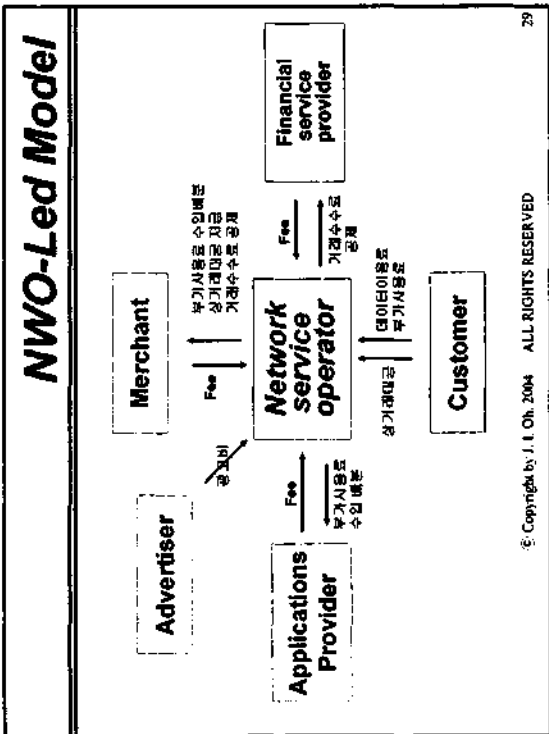 NWO-Led Model
Advertiser
Merchant
Financial
service
provider
광고비
Fee
부가사용료 수입배분
상거래대금 지급
거래수수료 공제
Network
service
operator
Fee
거래수수료
공제
Applications
Provider
Fee
부가사용료
수입 배분
상거래대금
데이터이용료
부가사용료
Customer
© Copyright by J. I. Oh. 2004 ALL RIGHTS RESERVED
29